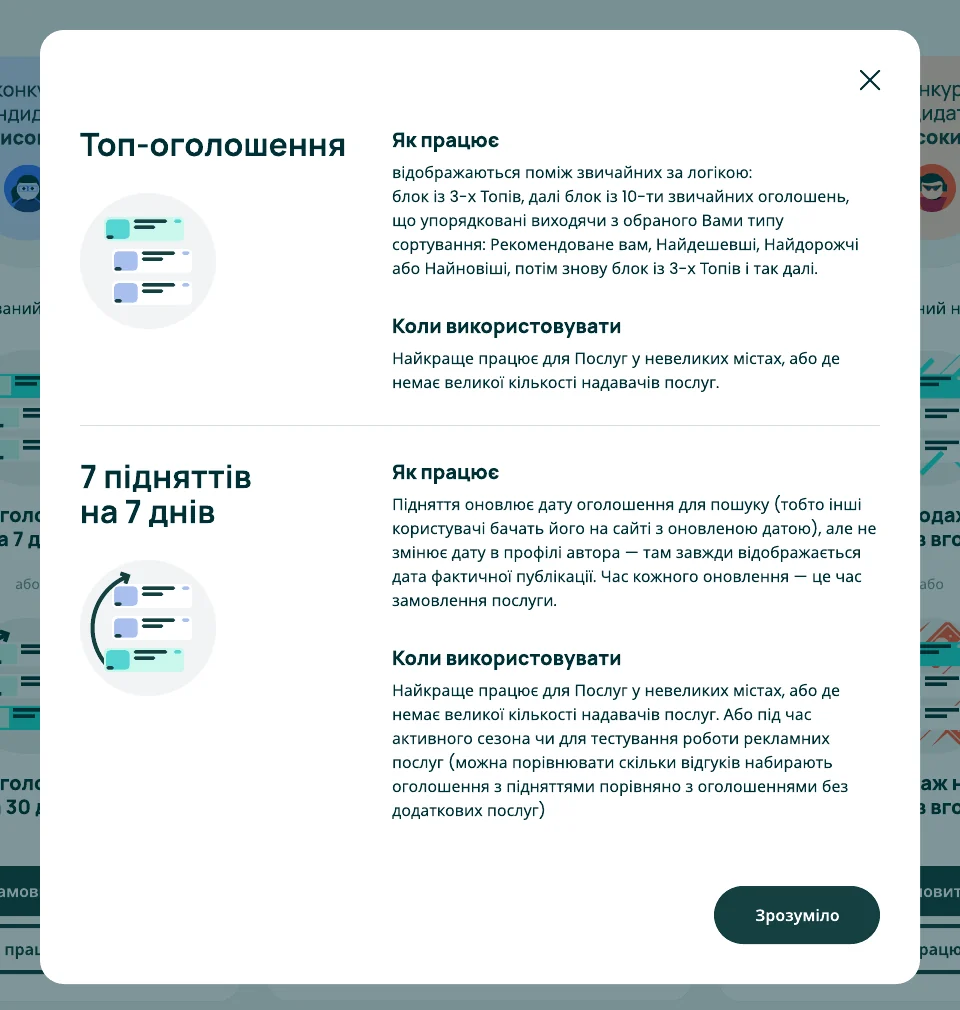 Топ-оголошення
Як працює
відображаються поміж звичайних за логікою:
блок із 3-х Топів, далі блок із 10-ти звичайних оголошень,
що упорядковані виходячи з обраного Вами типу
сортування: Рекомендоване вам, Найдешевші, Найдорожчі
або Найновіші, потім знову блок із 3-х Топів і так далі.
Коли використовувати
Найкраще працює для Послуг у невеликих містах, або де
немає великої кількості надавачів послуг.
7 підняттів
на 7 днів
Як працює
Підняття оновлює дату оголошення для пошуку (тобто інші
користувачі бачать його на сайті з оновленою датою), але не
змінює дату в профілі автора — там завжди відображається
дата фактичної публікації. Час кожного оновлення — це час
замовлення послуги.
Коли використовувати
Найкраще працює для Послуг у невеликих містах, або де
немає великої кількості надавачів послуг. Або під час
активного сезона чи для тестування роботи рекламних
послуг (можна порівнювати скільки відгуків набирають
оголошення з підняттями порівняно з оголошеннями без
додаткових послуг)
Зрозуміло
або
або